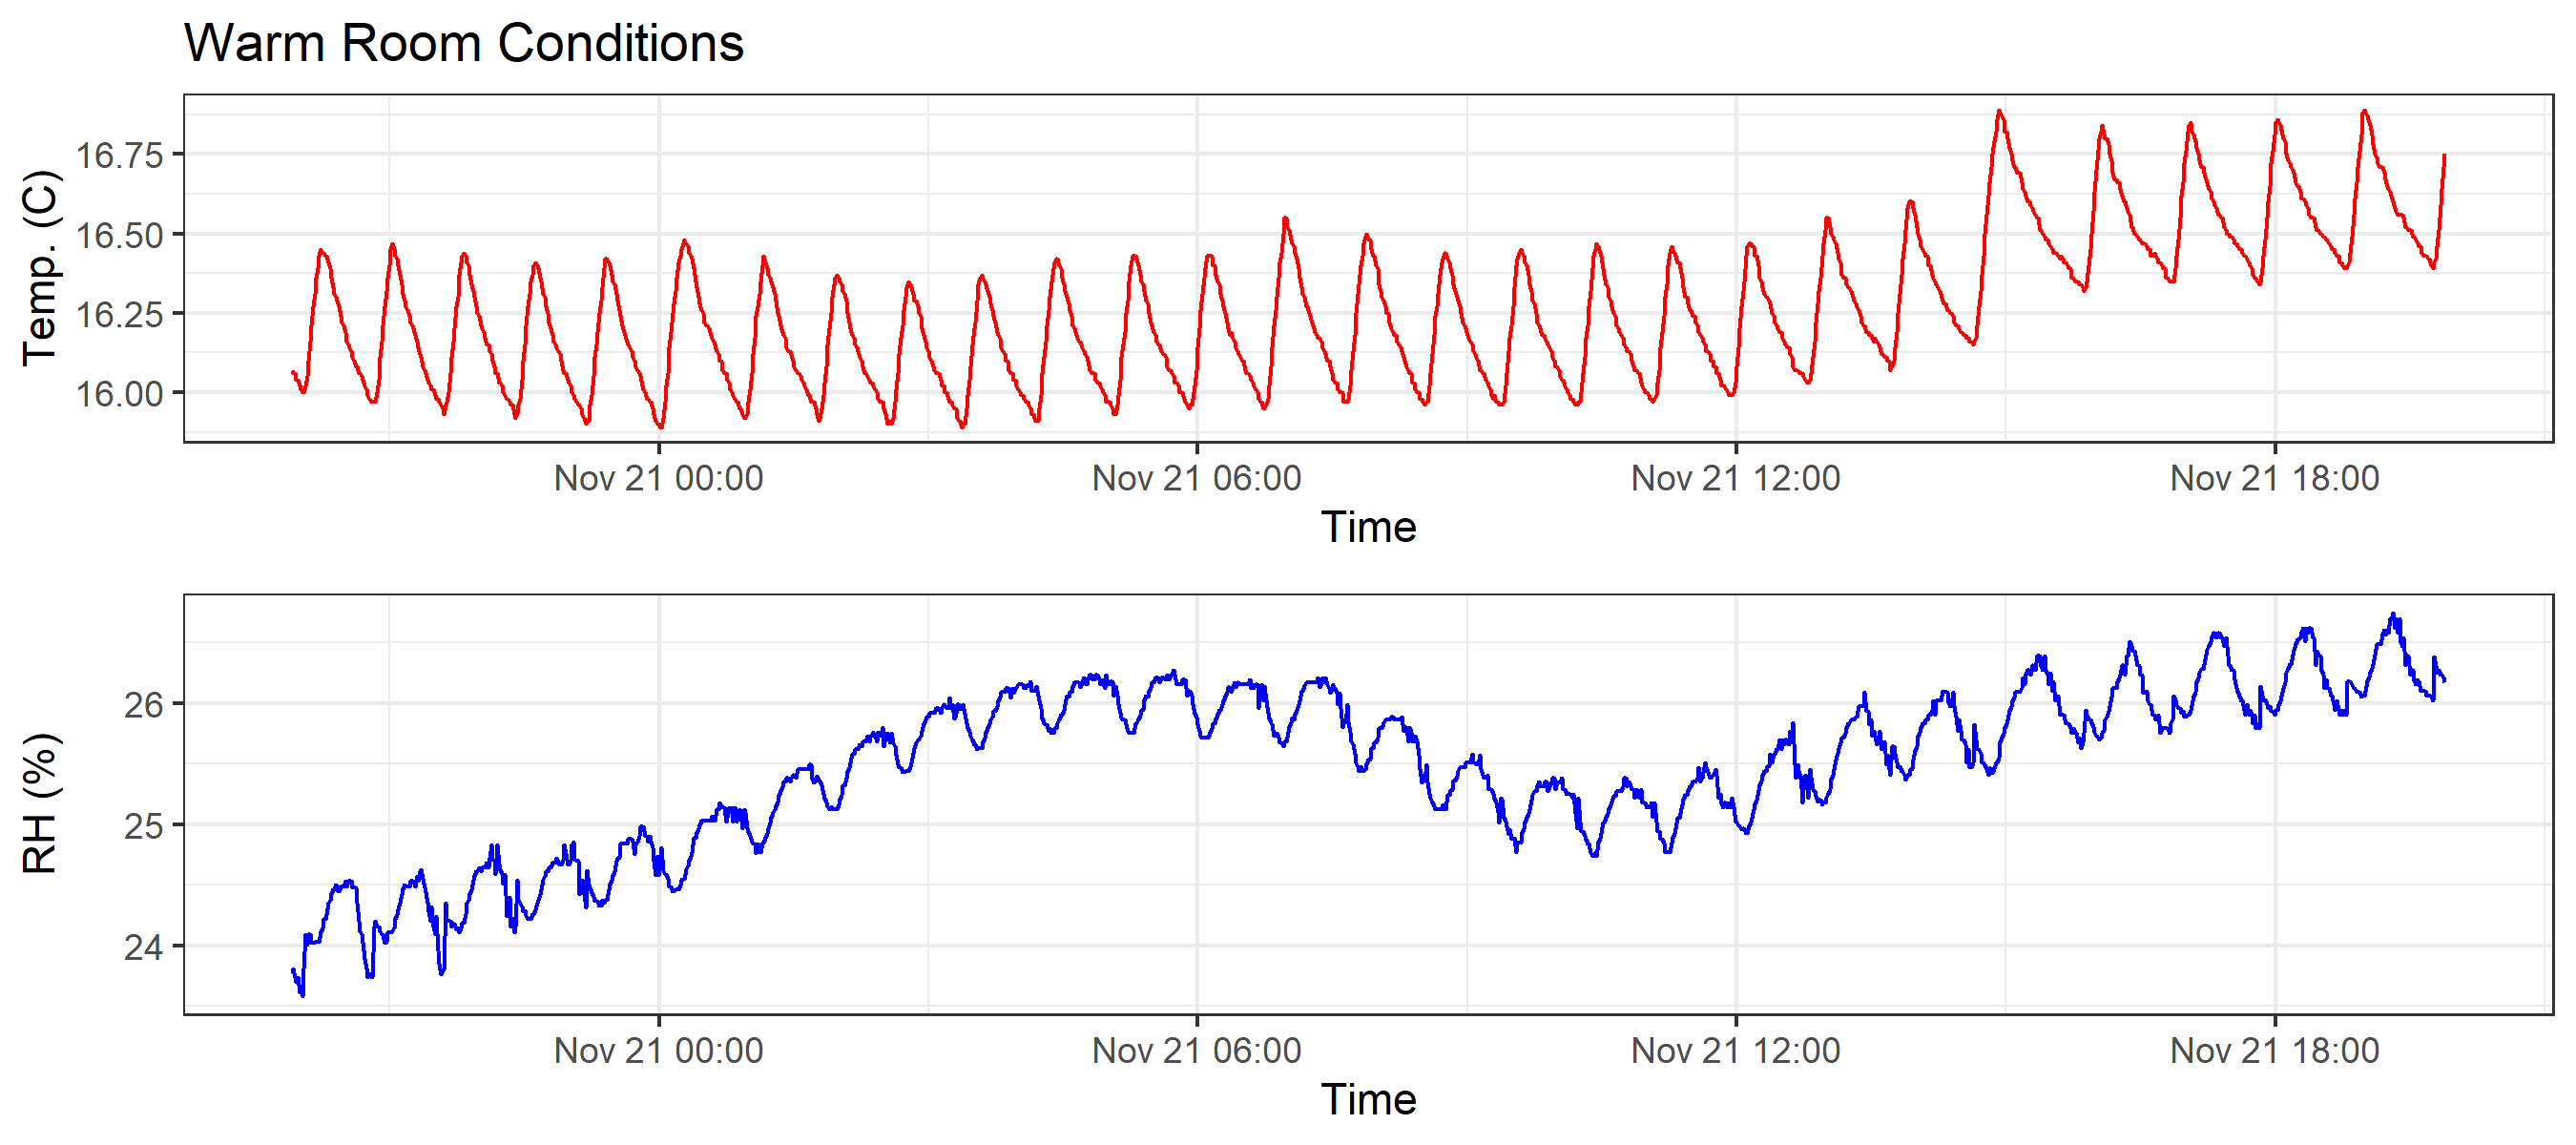 Warm Room Conditions
Temp. (C)
16.75
16.50
16.25
16.00
Nov 21 00:00 Nov 21 06:00 Nov 21 12:00 Nov 21 18:00
Time
RH (%)
26
25
24
Nov 21 00:00 Nov 21 06:00 Nov 21 12:00 Nov 21 18:00
Time